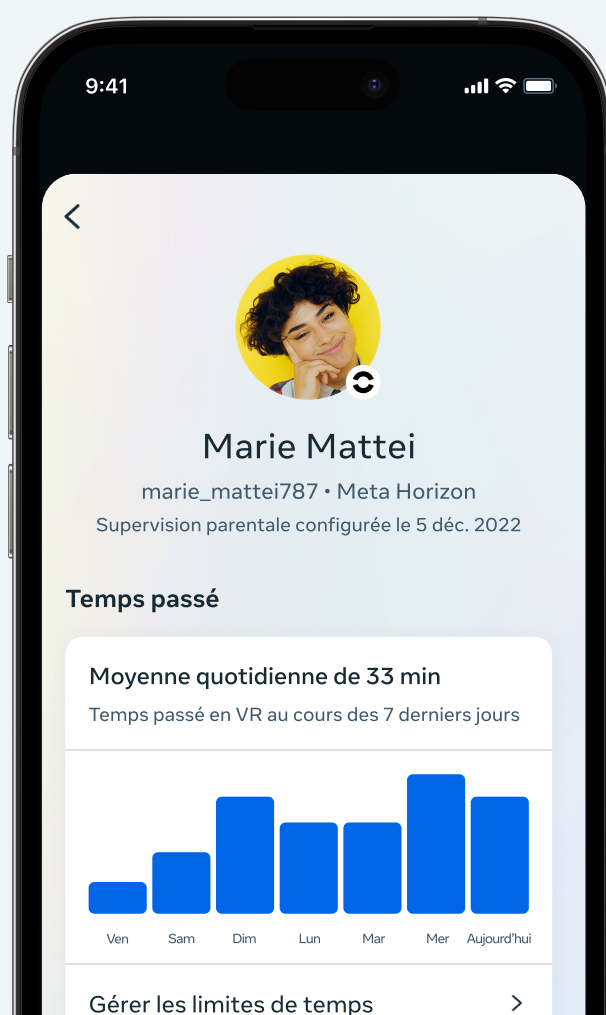 9:41
Marie Mattei
marie_mattei787 • Meta Horizon
Supervision parentale configurée le 5 déc. 2022
Temps passé
Moyenne quotidienne de 33 min
Temps passé en VR au cours des 7 derniers jours
Ven Sam Dim Lun Mar Mer Aujourd'hui
Gérer les limites de temps